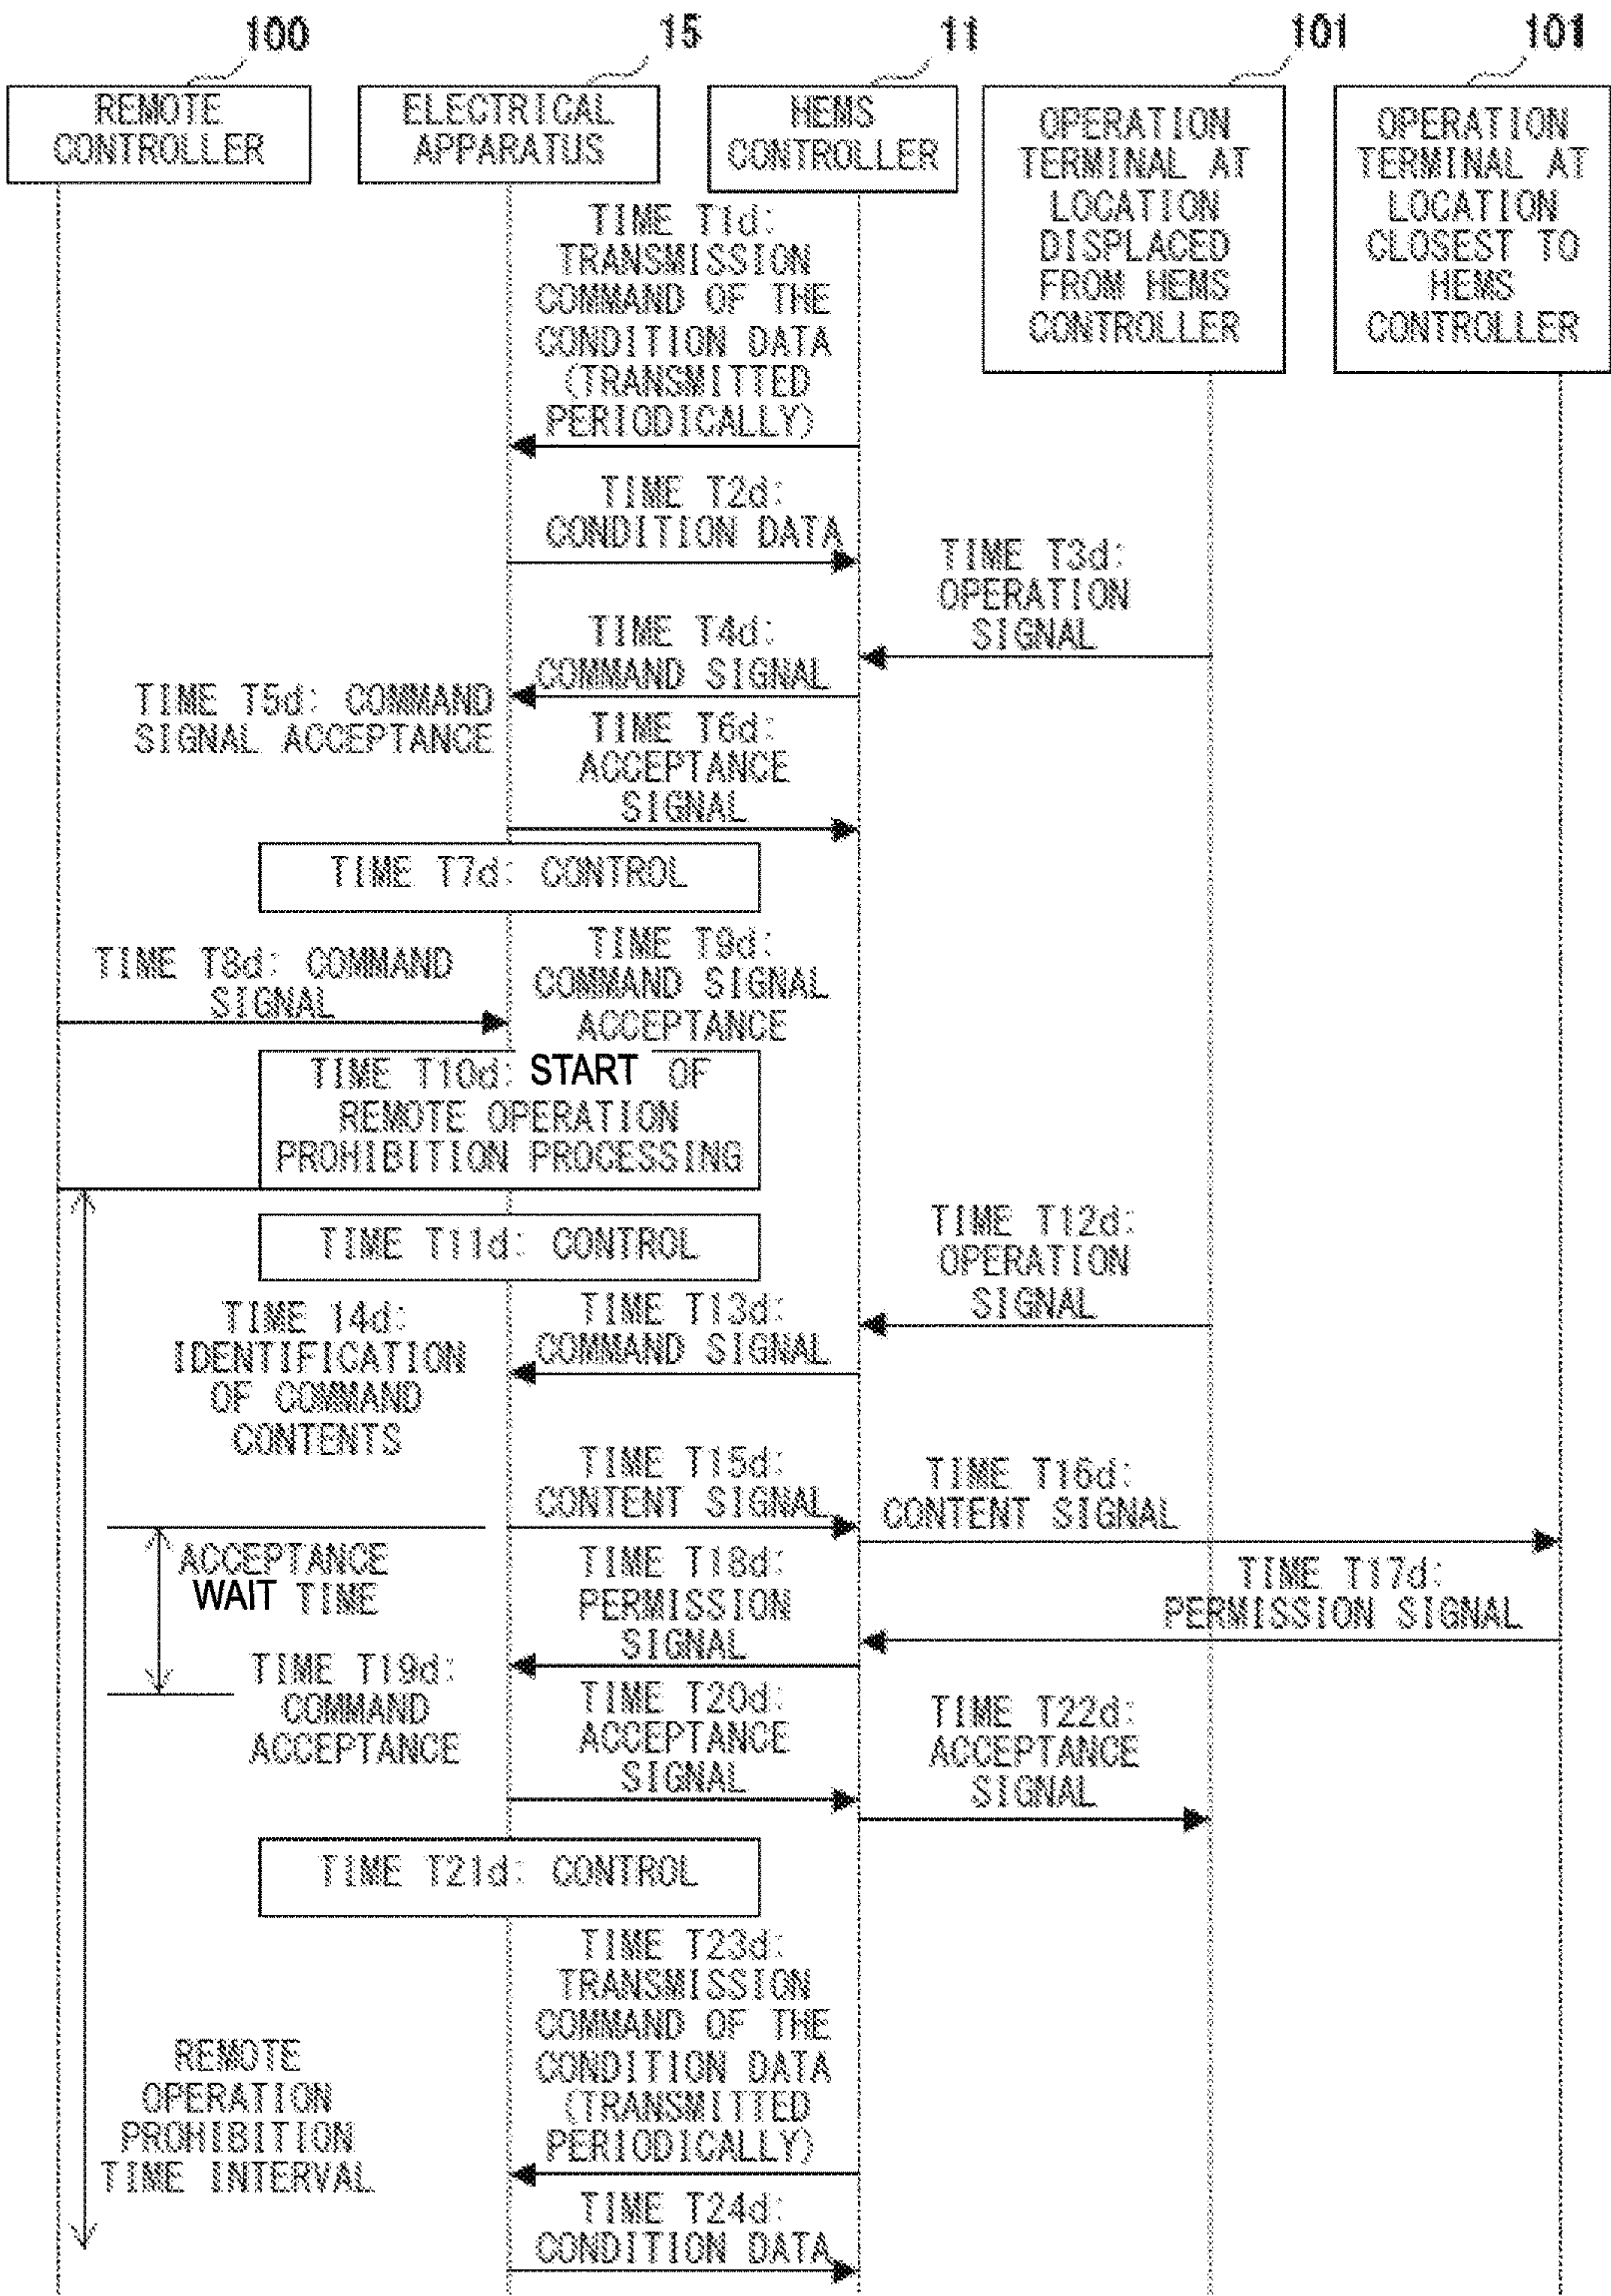 100
15
11
101
101
REMOTE
CONTROLLER
ELECTRICAL
APPARATUS
HEMS
CONTROLLER
OPERATION
TERMINAL AT
LOCATION
DISPLACED
FROM HEMS
CONTROLLER
OPERATION
TERMINAL AT
LOCATION
CLOSEST TO
HEMS
CONTROLLER
TIME T1d:
TRANSMISSION
COMMAND OF THE
CONDITION DATA
(TRANSMITTED
PERIODICALLY)
TIME T2d:
CONDITION DATA
TIME T3d:
OPERATION
SIGNAL
TIME T4d:
COMMAND SIGNAL
TIME T5d: COMMAND
SIGNAL ACCEPTANCE
TIME T6d:
ACCEPTANCE
SIGNAL
TIME T7d: CONTROL
TIME T8d: COMMAND
SIGNAL
TIME T9d:
COMMAND SIGNAL
ACCEPTANCE
TIME T10d: START OF
REMOTE OPERATION
PROHIBITION PROCESSING
TIME T11d: CONTROL
TIME T12d:
OPERATION
SIGNAL
TIME T13d:
COMMAND SIGNAL
TIME 14d:
IDENTIFICATION
OF COMMAND
CONTENTS
TIME T15d:
CONTENT SIGNAL
TIME T16d:
CONTENT SIGNAL
ACCEPTANCE
WAIT TIME
TIME T18d:
PERMISSION
SIGNAL
TIME T17d:
PERMISSION SIGNAL
TIME T19d:
COMMAND
ACCEPTANCE
TIME T20d:
ACCEPTANCE
SIGNAL
TIME T22d:
ACCEPTANCE
SIGNAL
TIME T21d: CONTROL
TIME T23d:
TRANSMISSION
COMMAND OF THE
CONDITION DATA
(TRANSMITTED
PERIODICALLY)
REMOTE
OPERATION
PROHIBITION
TIME INTERVAL
TIME T24d:
CONDITION DATA